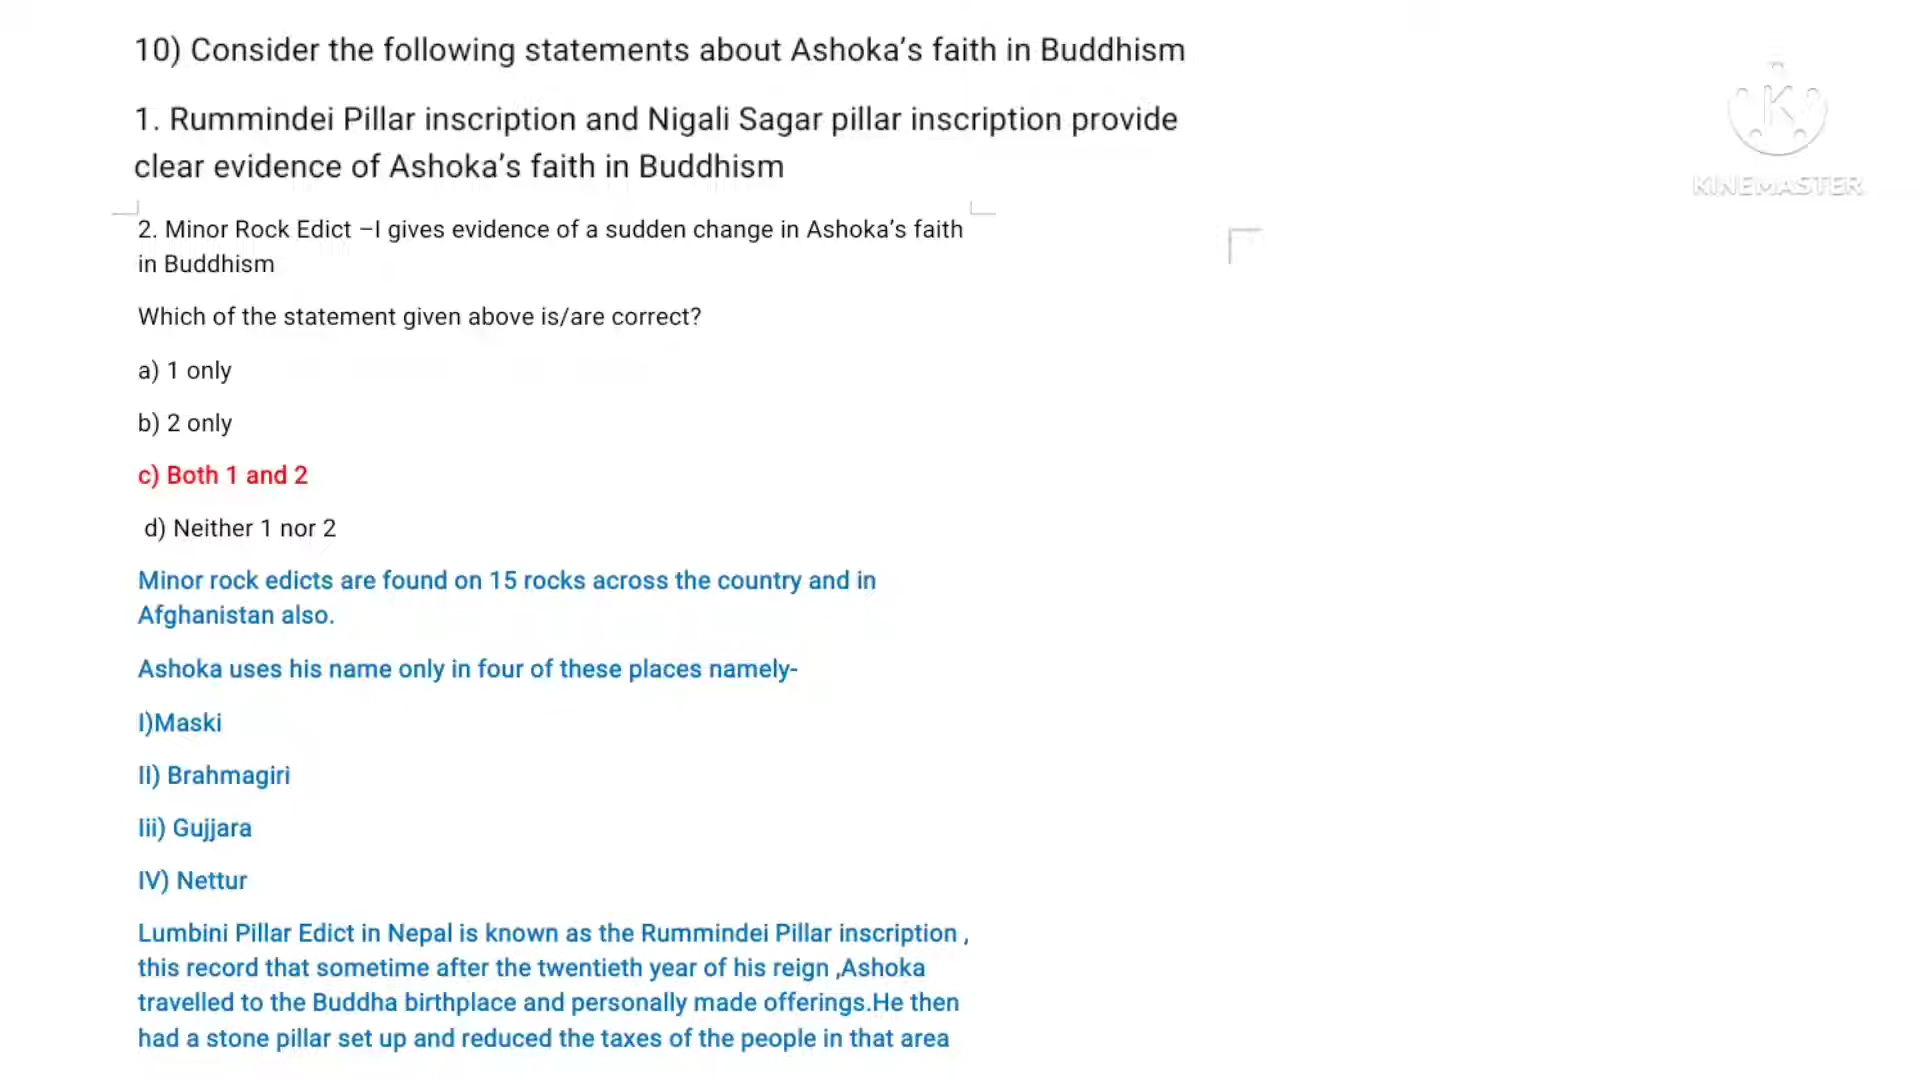 10) Consider the following statements about Ashoka's faith in Buddhism
1. Rummindei Pillar inscription and Nigali Sagar pillar inscription provide
clear evidence of Ashoka's faith in Buddhism
2. Minor Rock Edict –I gives evidence of a sudden change in Ashoka's faith
in Buddhism
Which of the statement given above is/are correct?
a) 1 only
b) 2 only
c) Both 1 and 2
d) Neither 1 nor 2
Minor rock edicts are found on 15 rocks across the country and in
Afghanistan also.
Ashoka uses his name only in four of these places namely-
I)Maski
II) Brahmagiri
Iii) Gujjara
IV) Nettur
Lumbini Pillar Edict in Nepal is known as the Rummindei Pillar inscription ,
this record that sometime after the twentieth year of his reign ,Ashoka
travelled to the Buddha birthplace and personally made offerings.He then
had a stone pillar set up and reduced the taxes of the people in that area
K
KINEMASTER